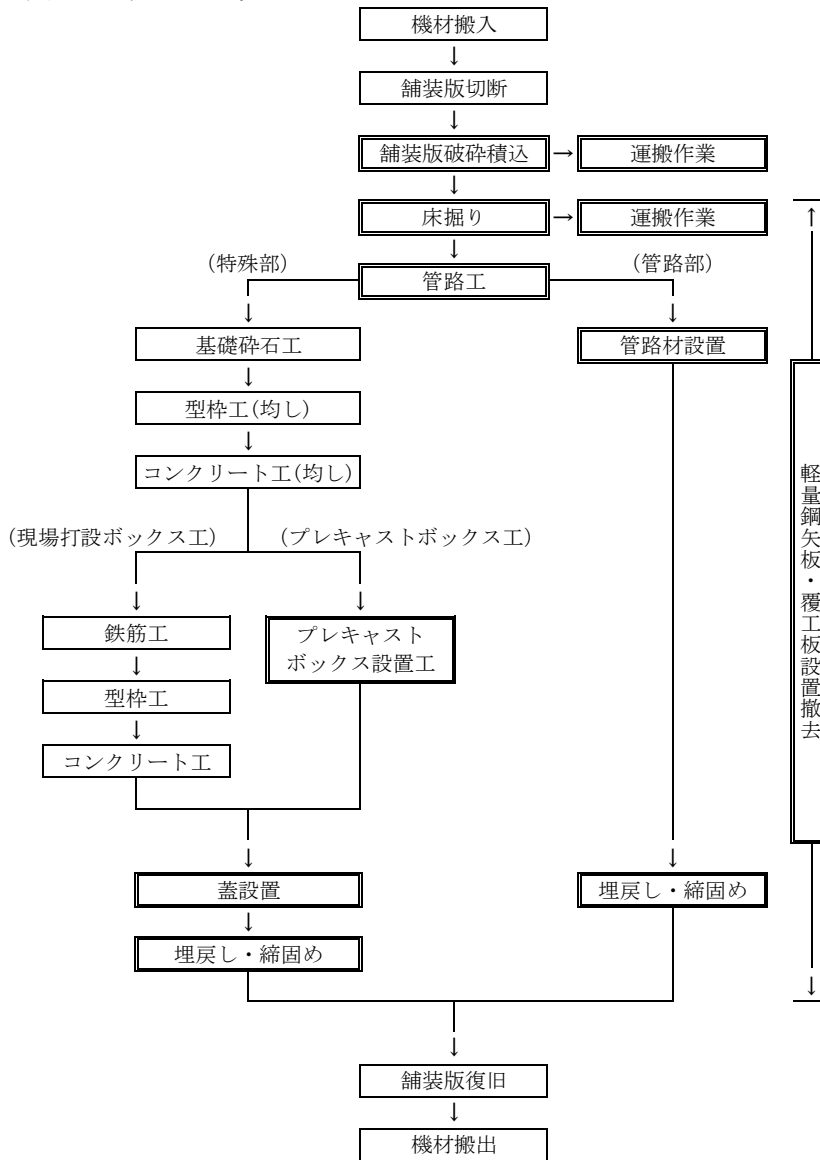 機材搬入
↓
舗装版切断
↓
舗装版破砕積込 → 運搬作業
↓
床掘り → 運搬作業
↓
(特殊部) 管路工 (管路部)
↓ ↓
基礎砕石工 管路材設置
↓
型枠工(均し)
↓
コンクリート工(均し)
(現場打設ボックス工) (プレキャストボックス工)
↓ ↓
鉄筋工
プレキャスト
ボックス設置工
↓
型枠工
↓
コンクリート工
軽量鋼矢板・覆工板設置撤去
↓ ↓
蓋設置 埋戻し・締固め
↓
埋戻し・締固め
↓
舗装版復旧
↓
機材搬出